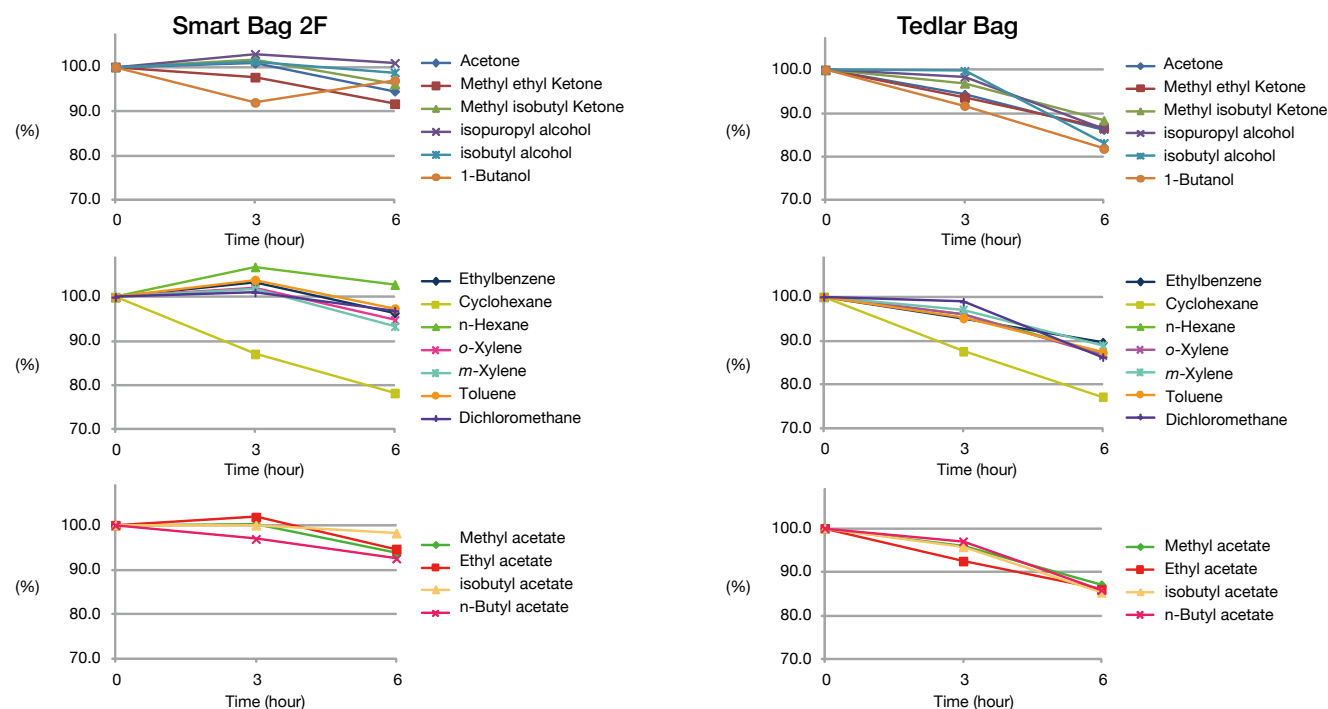 Smart Bag 2F
100.0
90.0
(%)
80.0
70.0
0 3 6
Time (hour)
Acetone
Methyl ethyl Ketone
Methyl isobutyl Ketone
isopuropyl alcohol
isobutyl alcohol
1-Butanol
Tedlar Bag
100.0
90.0
(%)
80.0
70.0
0 3 6
Time (hour)
Acetone
Methyl ethyl Ketone
Methyl isobutyl Ketone
isopuropyl alcohol
isobutyl alcohol
1-Butanol
100.0
90.0
(%)
80.0
70.0
0 3 6
Time (hour)
Ethylbenzene
Cyclohexane
n-Hexane
o-Xylene
m-Xylene
Toluene
Dichloromethane
100.0
90.0
(%)
80.0
70.0
0 3 6
Time (hour)
Ethylbenzene
Cyclohexane
n-Hexane
o-Xylene
m-Xylene
Toluene
Dichloromethane
100.0
90.0
(%)
80.0
70.0
0 3 6
Time (hour)
Methyl acetate
Ethyl acetate
isobutyl acetate
n-Butyl acetate
100.0
90.0
(%)
80.0
70.0
0 3 6
Time (hour)
Methyl acetate
Ethyl acetate
isobutyl acetate
n-Butyl acetate